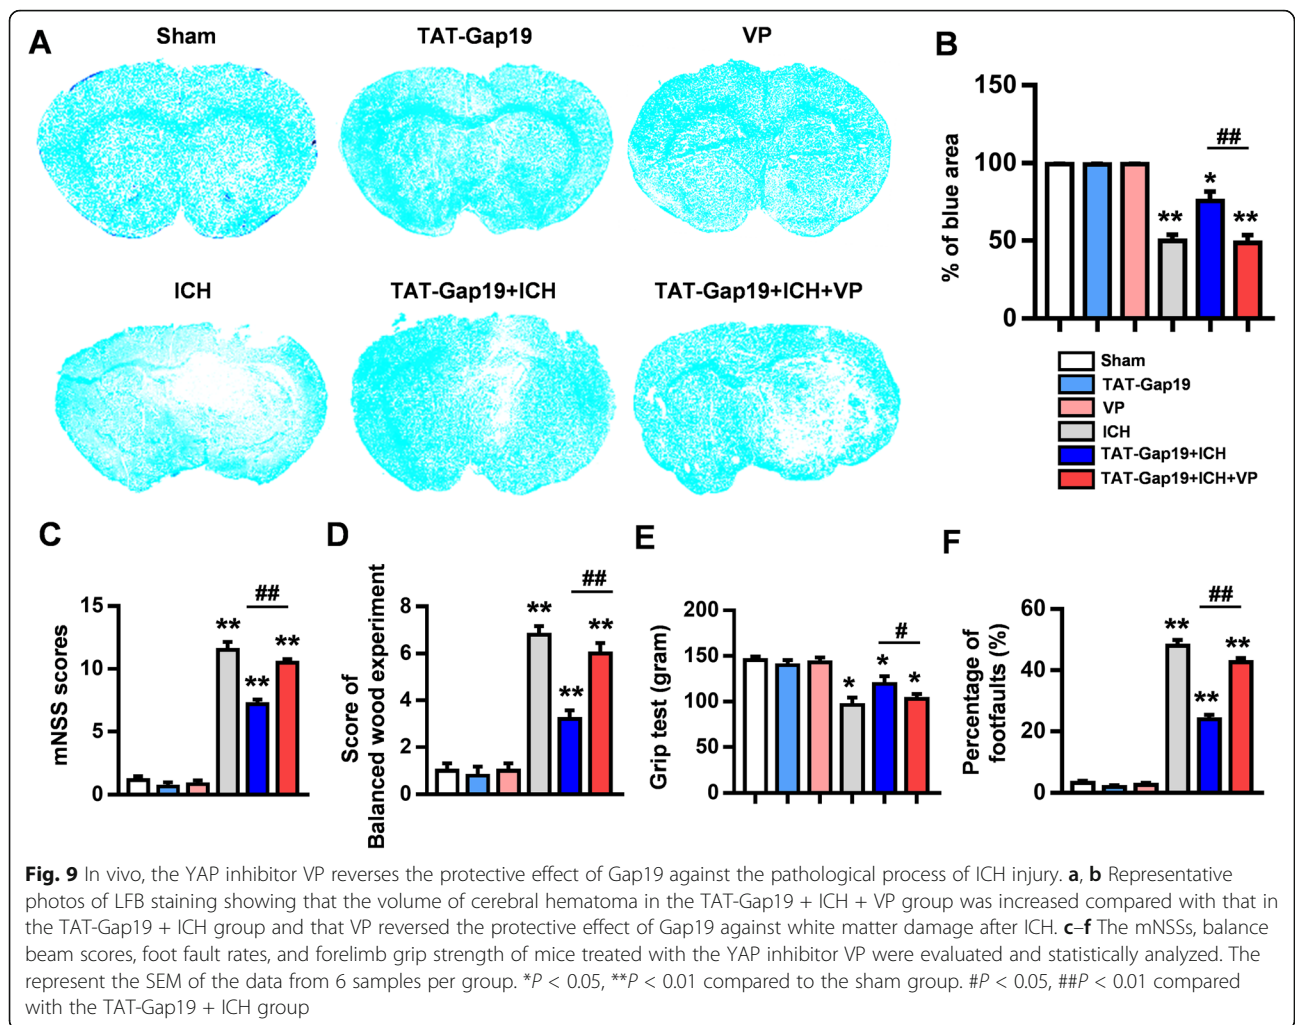 A
Sham
TAT-Gap19
VP
ICH
TAT-Gap19+ICH
TAT-Gap19+ICH+VP
B
% of blue area
150
100
50
0
*
**
**
##
Sham
TAT-Gap19
VP
ICH
TAT-Gap19+ICH
TAT-Gap19+ICH+VP
C
mNSS scores
15
10
5
0
**
**
**
##
D
Score of
Balanced wood experiment
8
6
4
2
0
**
**
**
##
E
Grip test (gram)
200
150
100
50
0
*
*
*
#
F
Percentage of
footfaults (%)
60
40
20
0
**
**
**
##
Fig. 9 In vivo, the YAP inhibitor VP reverses the protective effect of Gap19 against the pathological process of ICH injury. a, b Representative
photos of LFB staining showing that the volume of cerebral hematoma in the TAT-Gap19 + ICH + VP group was increased compared with that in
the TAT-Gap19 + ICH group and that VP reversed the protective effect of Gap19 against white matter damage after ICH. c–f The mNSSs, balance
beam scores, foot fault rates, and forelimb grip strength of mice treated with the YAP inhibitor VP were evaluated and statistically analyzed. The
represent the SEM of the data from 6 samples per group. *P < 0.05, **P < 0.01 compared to the sham group. #P < 0.05, ##P < 0.01 compared
with the TAT-Gap19 + ICH group